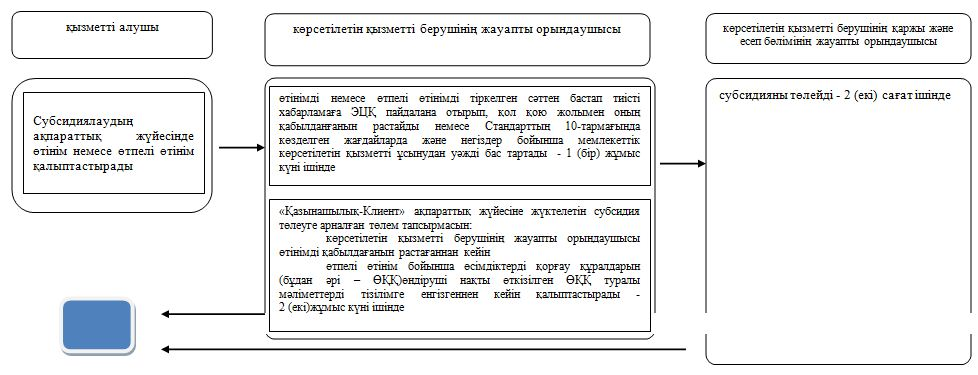 қызметті алушы
көрсетілетін қызметті берушінің жауапты орындаушысы
көрсетілетін қызметті берушінің қаржы және
есеп бөлімінің жауапты орындаушысы
Субсидиялаудың
ақпараттық жүйесінде
өтінім немесе өтпелі өтінім
қалыптастырады
өтінімді немесе өтпелі өтінімді тіркелген сәттен бастап тиісті
хабарламаға ЭЦҚ пайдалана отырып, қол қою жолымен оның
қабылданғанын растайды немесе Стандарттың 10-тармағында
көзделген жағдайларда және негіздер бойынша мемлекеттік
көрсетілетін қызметті ұсынудан уәжді бас тартады - 1 (бір) жұмыс
күні ішінде
«Қазынашылық-Клиент» ақпараттық жүйесіне жүктелетін субсидия
төлеуге арналған төлем тапсырмасын:
көрсетілетін қызметті берушінің жауапты орындаушысы
өтінімді қабылдағанын растағаннан кейін
өтпелі өтінім бойынша өсімдіктерді қорғау құралдарын
(бұдан әрі – ӨҚҚ)өндіруші нақты өткізілген ӨҚҚ туралы
мәліметтерді тізілімге енгізгеннен кейін қалыптастырады -
2 (екі)жұмыс күні ішінде
субсидияны төлейді - 2 (екі) сағат ішінде